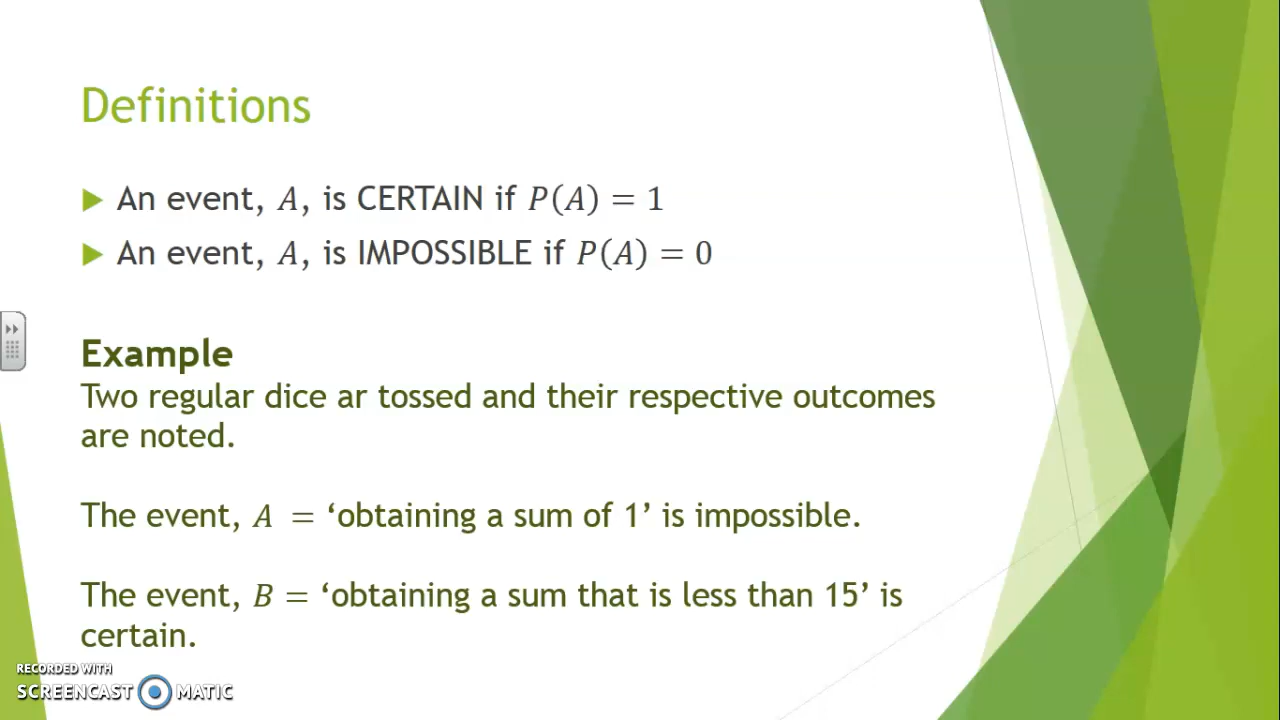 Definitions
An event, A, is CERTAIN if P(A) = 1
An event, A, is IMPOSSIBLE if P(A) = 0
Example
Two regular dice ar tossed and their respective outcomes
are noted.
The event, A = ‘obtaining a sum of 1’ is impossible.
The event, B = ‘obtaining a sum that is less than 15’ is
certain.
RECORDED WITH
SCREENCAST MATIC